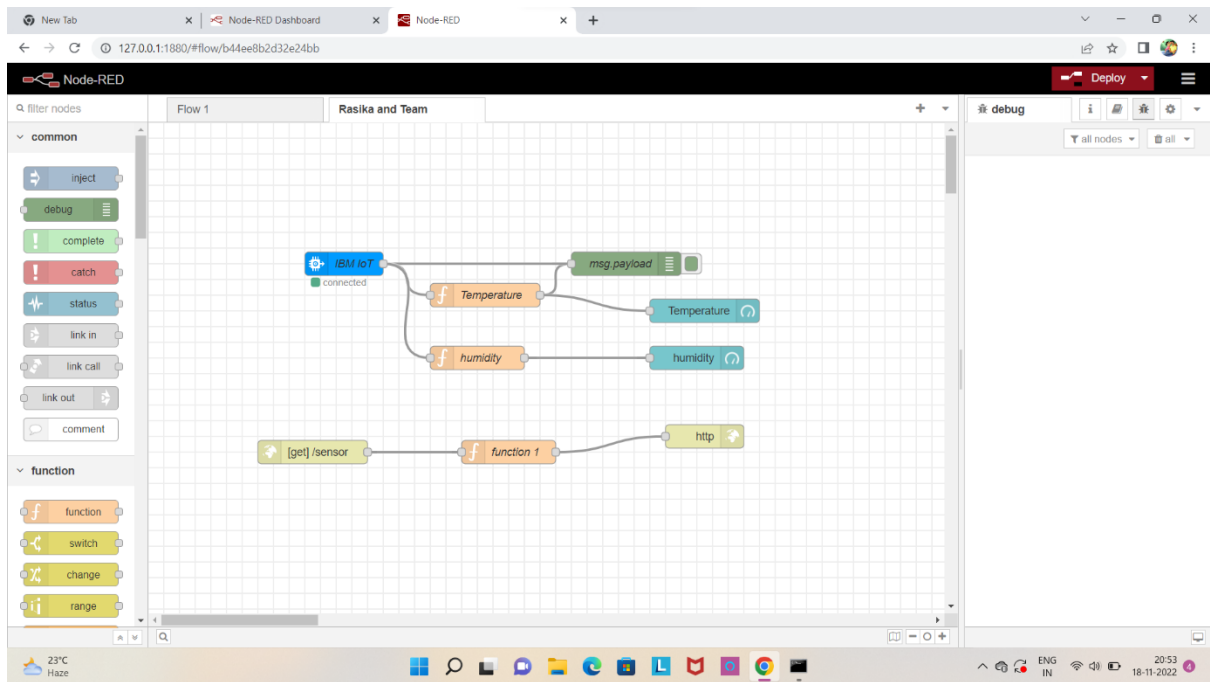 New Tab
Node-RED Dashboard
Node-RED
127.0.0.1:1880/#flow/b44ee8b2d32e24bb
Node-RED
Deploy
filter nodes
Flow 1
Rasika and Team
debug
i
all nodes
all
common
inject
debug
complete
catch
status
link in
link call
link out
comment
function
function
switch
change
range
IBM IoT
connected
msg.payload
Temperature
Temperature
humidity
humidity
[get] /sensor
function 1
http
23°C
Haze
ENG
IN
20:53
18-11-2022
4